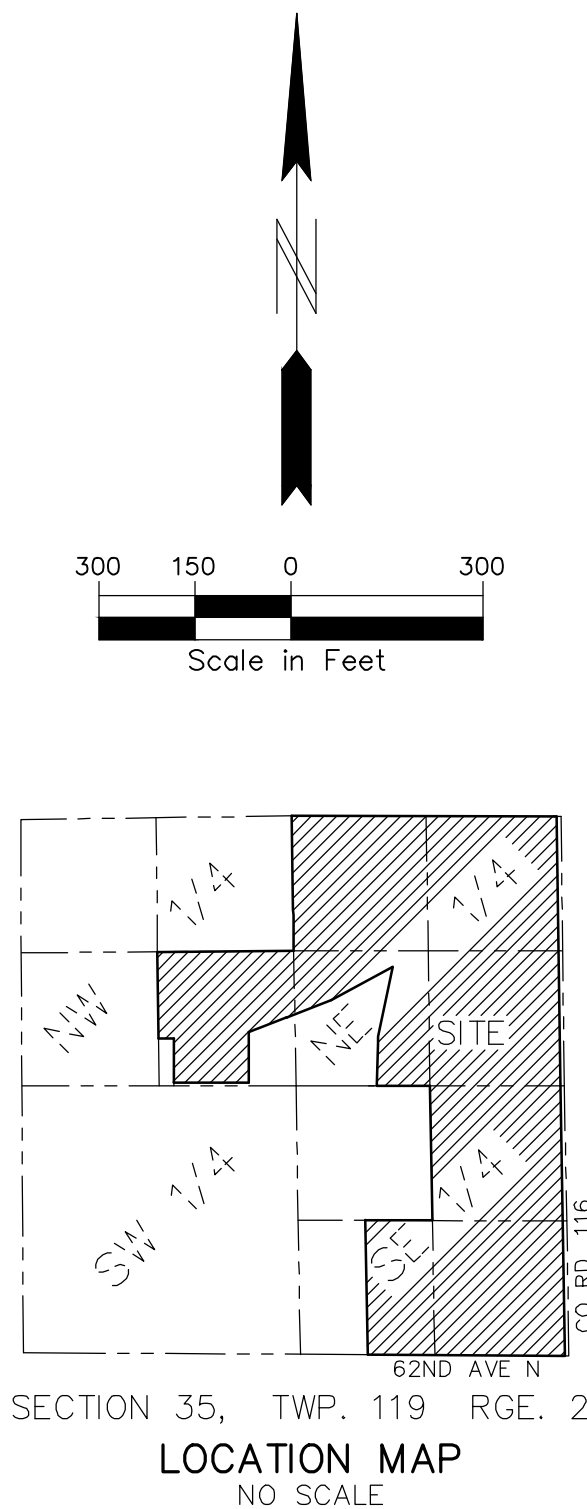 N
300 150 0 300
Scale in Feet
1/4
1/4
NW
NE
SITE
SW 1/4
SE 1/4
CO RD 116
62ND AVE N
SECTION 35, TWP. 119 RGE. 2
LOCATION MAP
NO SCALE